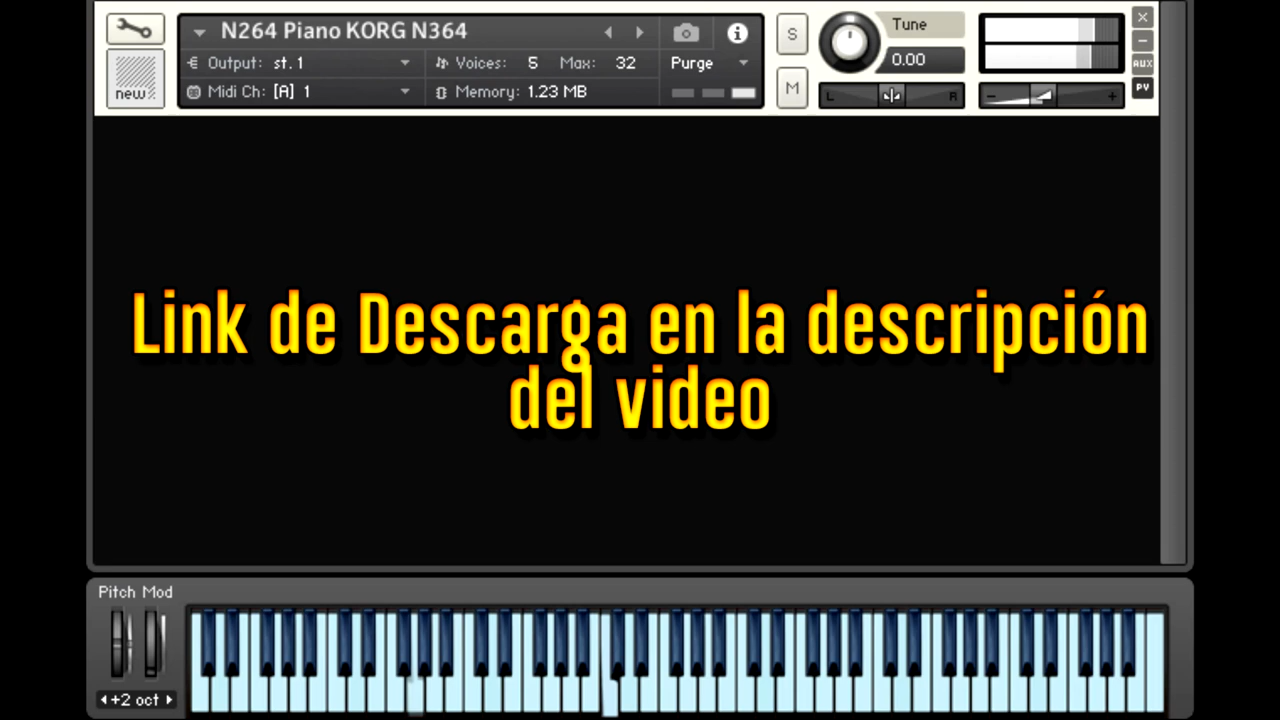 N264 Piano KORG N364
Output: st.1
Voices: 5 Max: 32
Purge
Midi Ch: [A] 1
Memory: 1.23 MB
new
S
M
Tune
0.00
L R
- +
AUX
PV
Link de Descarga en la descripción
del video
Pitch Mod
+2 oct